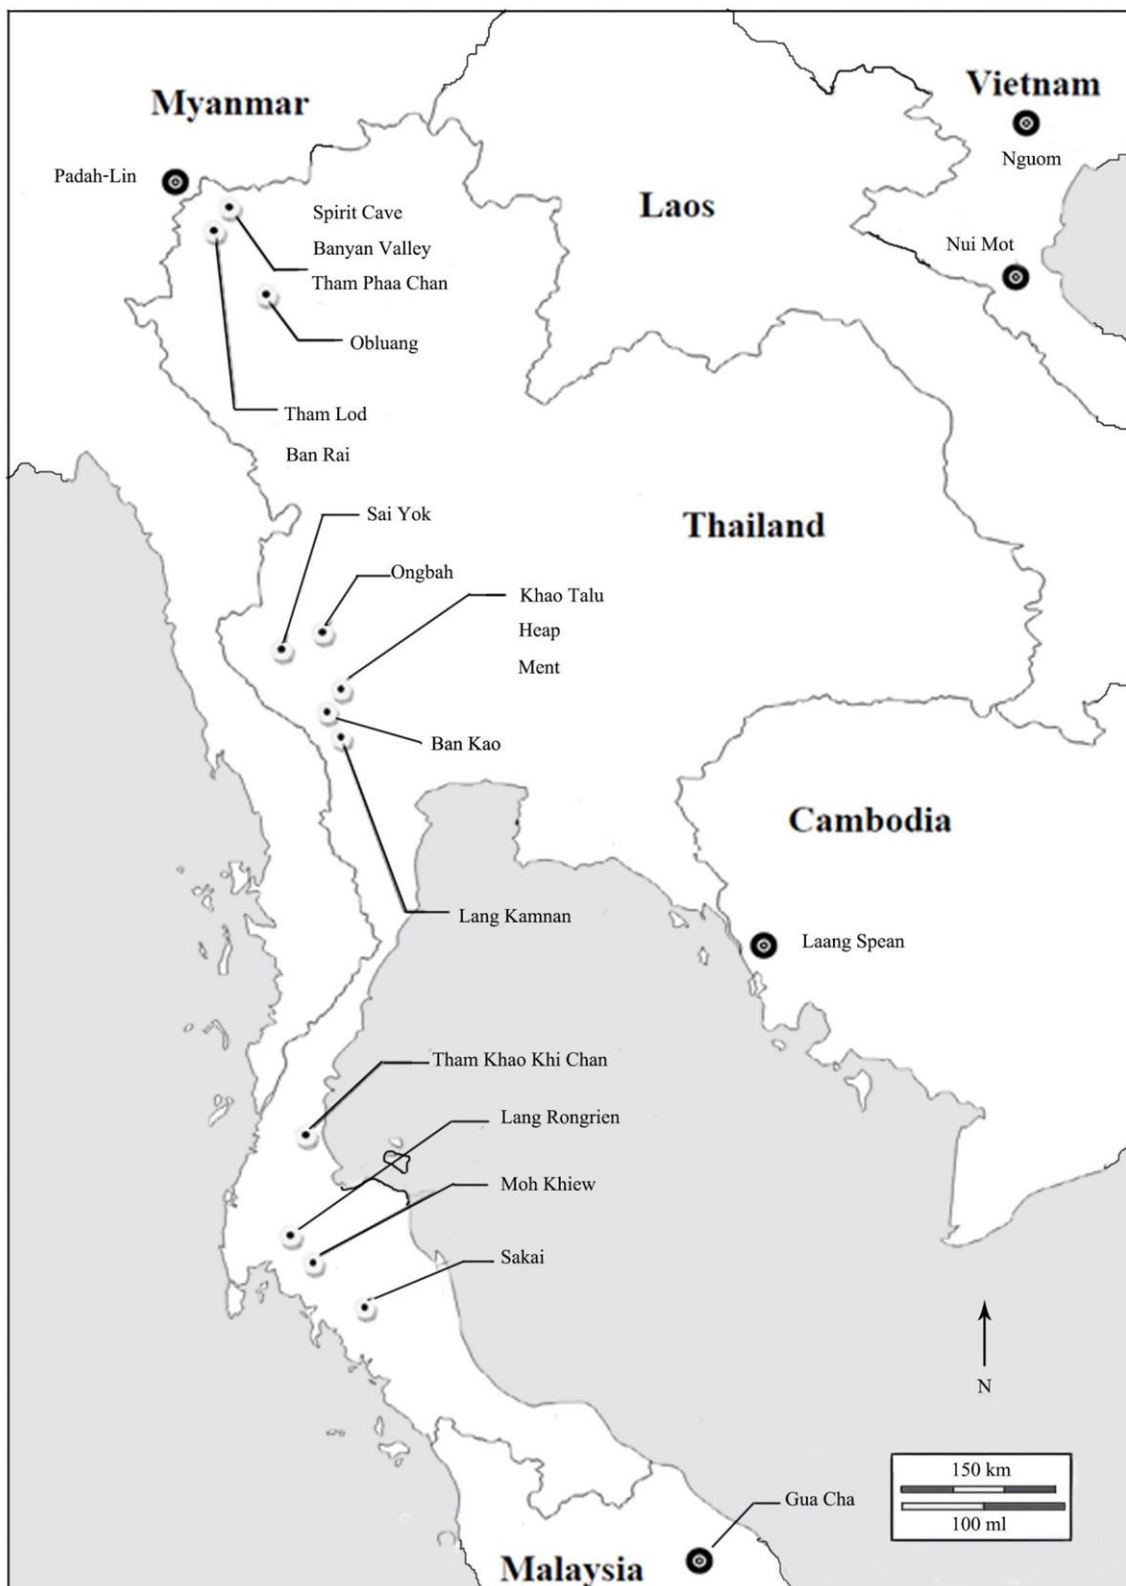 Vietnam
Myanmar
Nguom
Padah-Lin
Laos
Spirit Cave
Banyan Valley
Nui Mot
Tham Phaa Chan
Obluang
Tham Lod
Ban Rai
Sai Yok
Thailand
Ongbah
Khao Talu
Heap
Ment
Ban Kao
Cambodia
Lang Kamnan
Laang Spean
Tham Khao Khi Chan
Lang Rongrien
Moh Khiew
Sakai
N
150 km
100 ml
Gua Cha
Malaysia